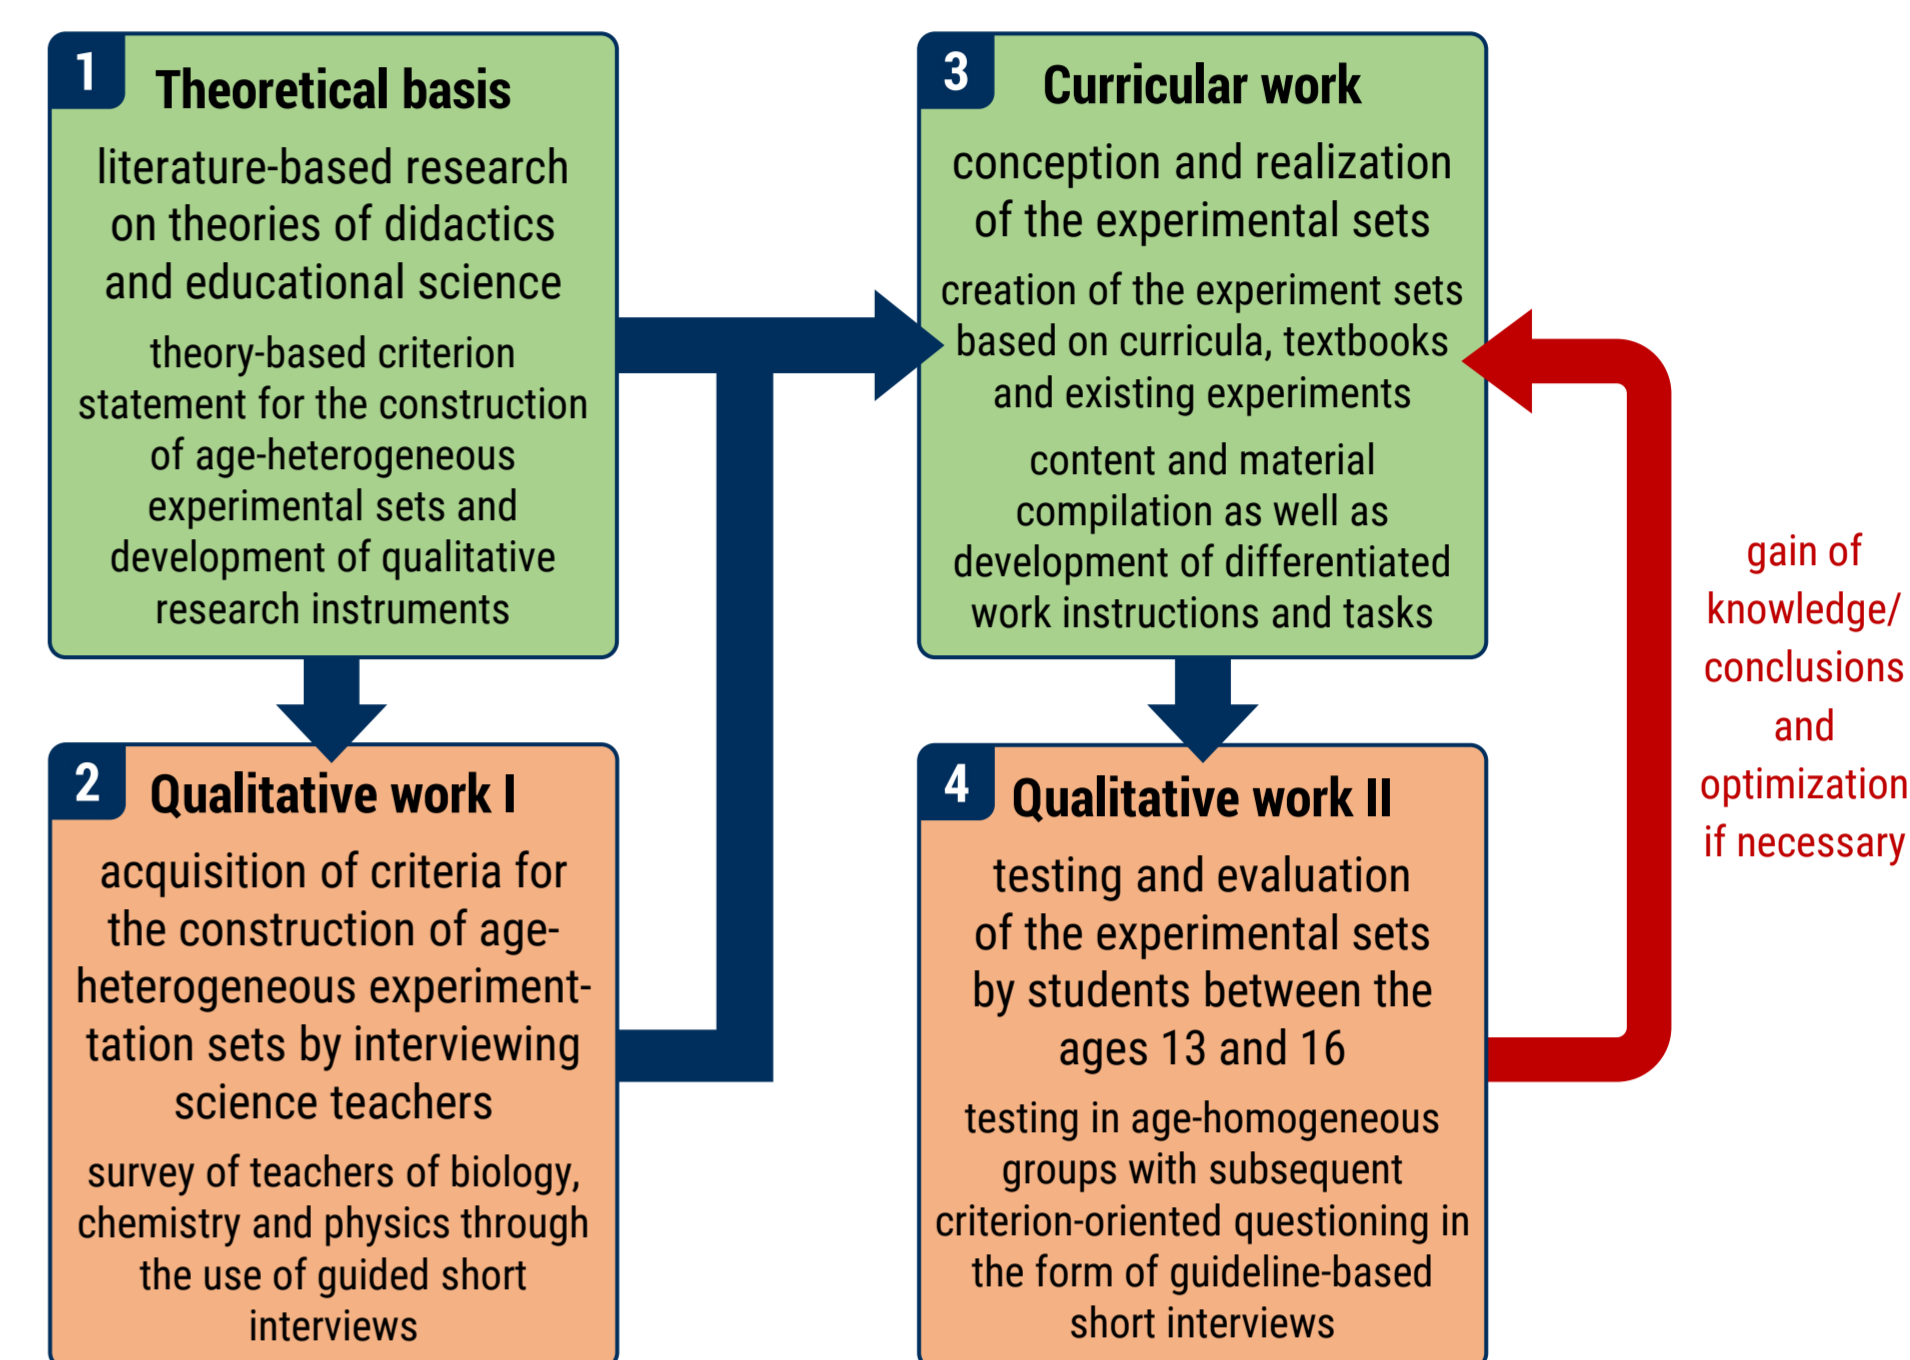 1
Theoretical basis
literature-based research
on theories of didactics
and educational science
theory-based criterion
statement for the construction
of age-heterogeneous
experimental sets and
development of qualitative
research instruments
2
Qualitative work I
acquisition of criteria for
the construction of age-
heterogeneous experiment-
tation sets by interviewing
science teachers
survey of teachers of biology,
chemistry and physics through
the use of guided short
interviews
3
Curricular work
conception and realization
of the experimental sets
creation of the experiment sets
based on curricula, textbooks
and existing experiments
content and material
compilation as well as
development of differentiated
work instructions and tasks
4
Qualitative work II
testing and evaluation
of the experimental sets
by students between the
ages 13 and 16
testing in age-homogeneous
groups with subsequent
criterion-oriented questioning in
the form of guideline-based
short interviews
gain of
knowledge/
conclusions
and
optimization
if necessary